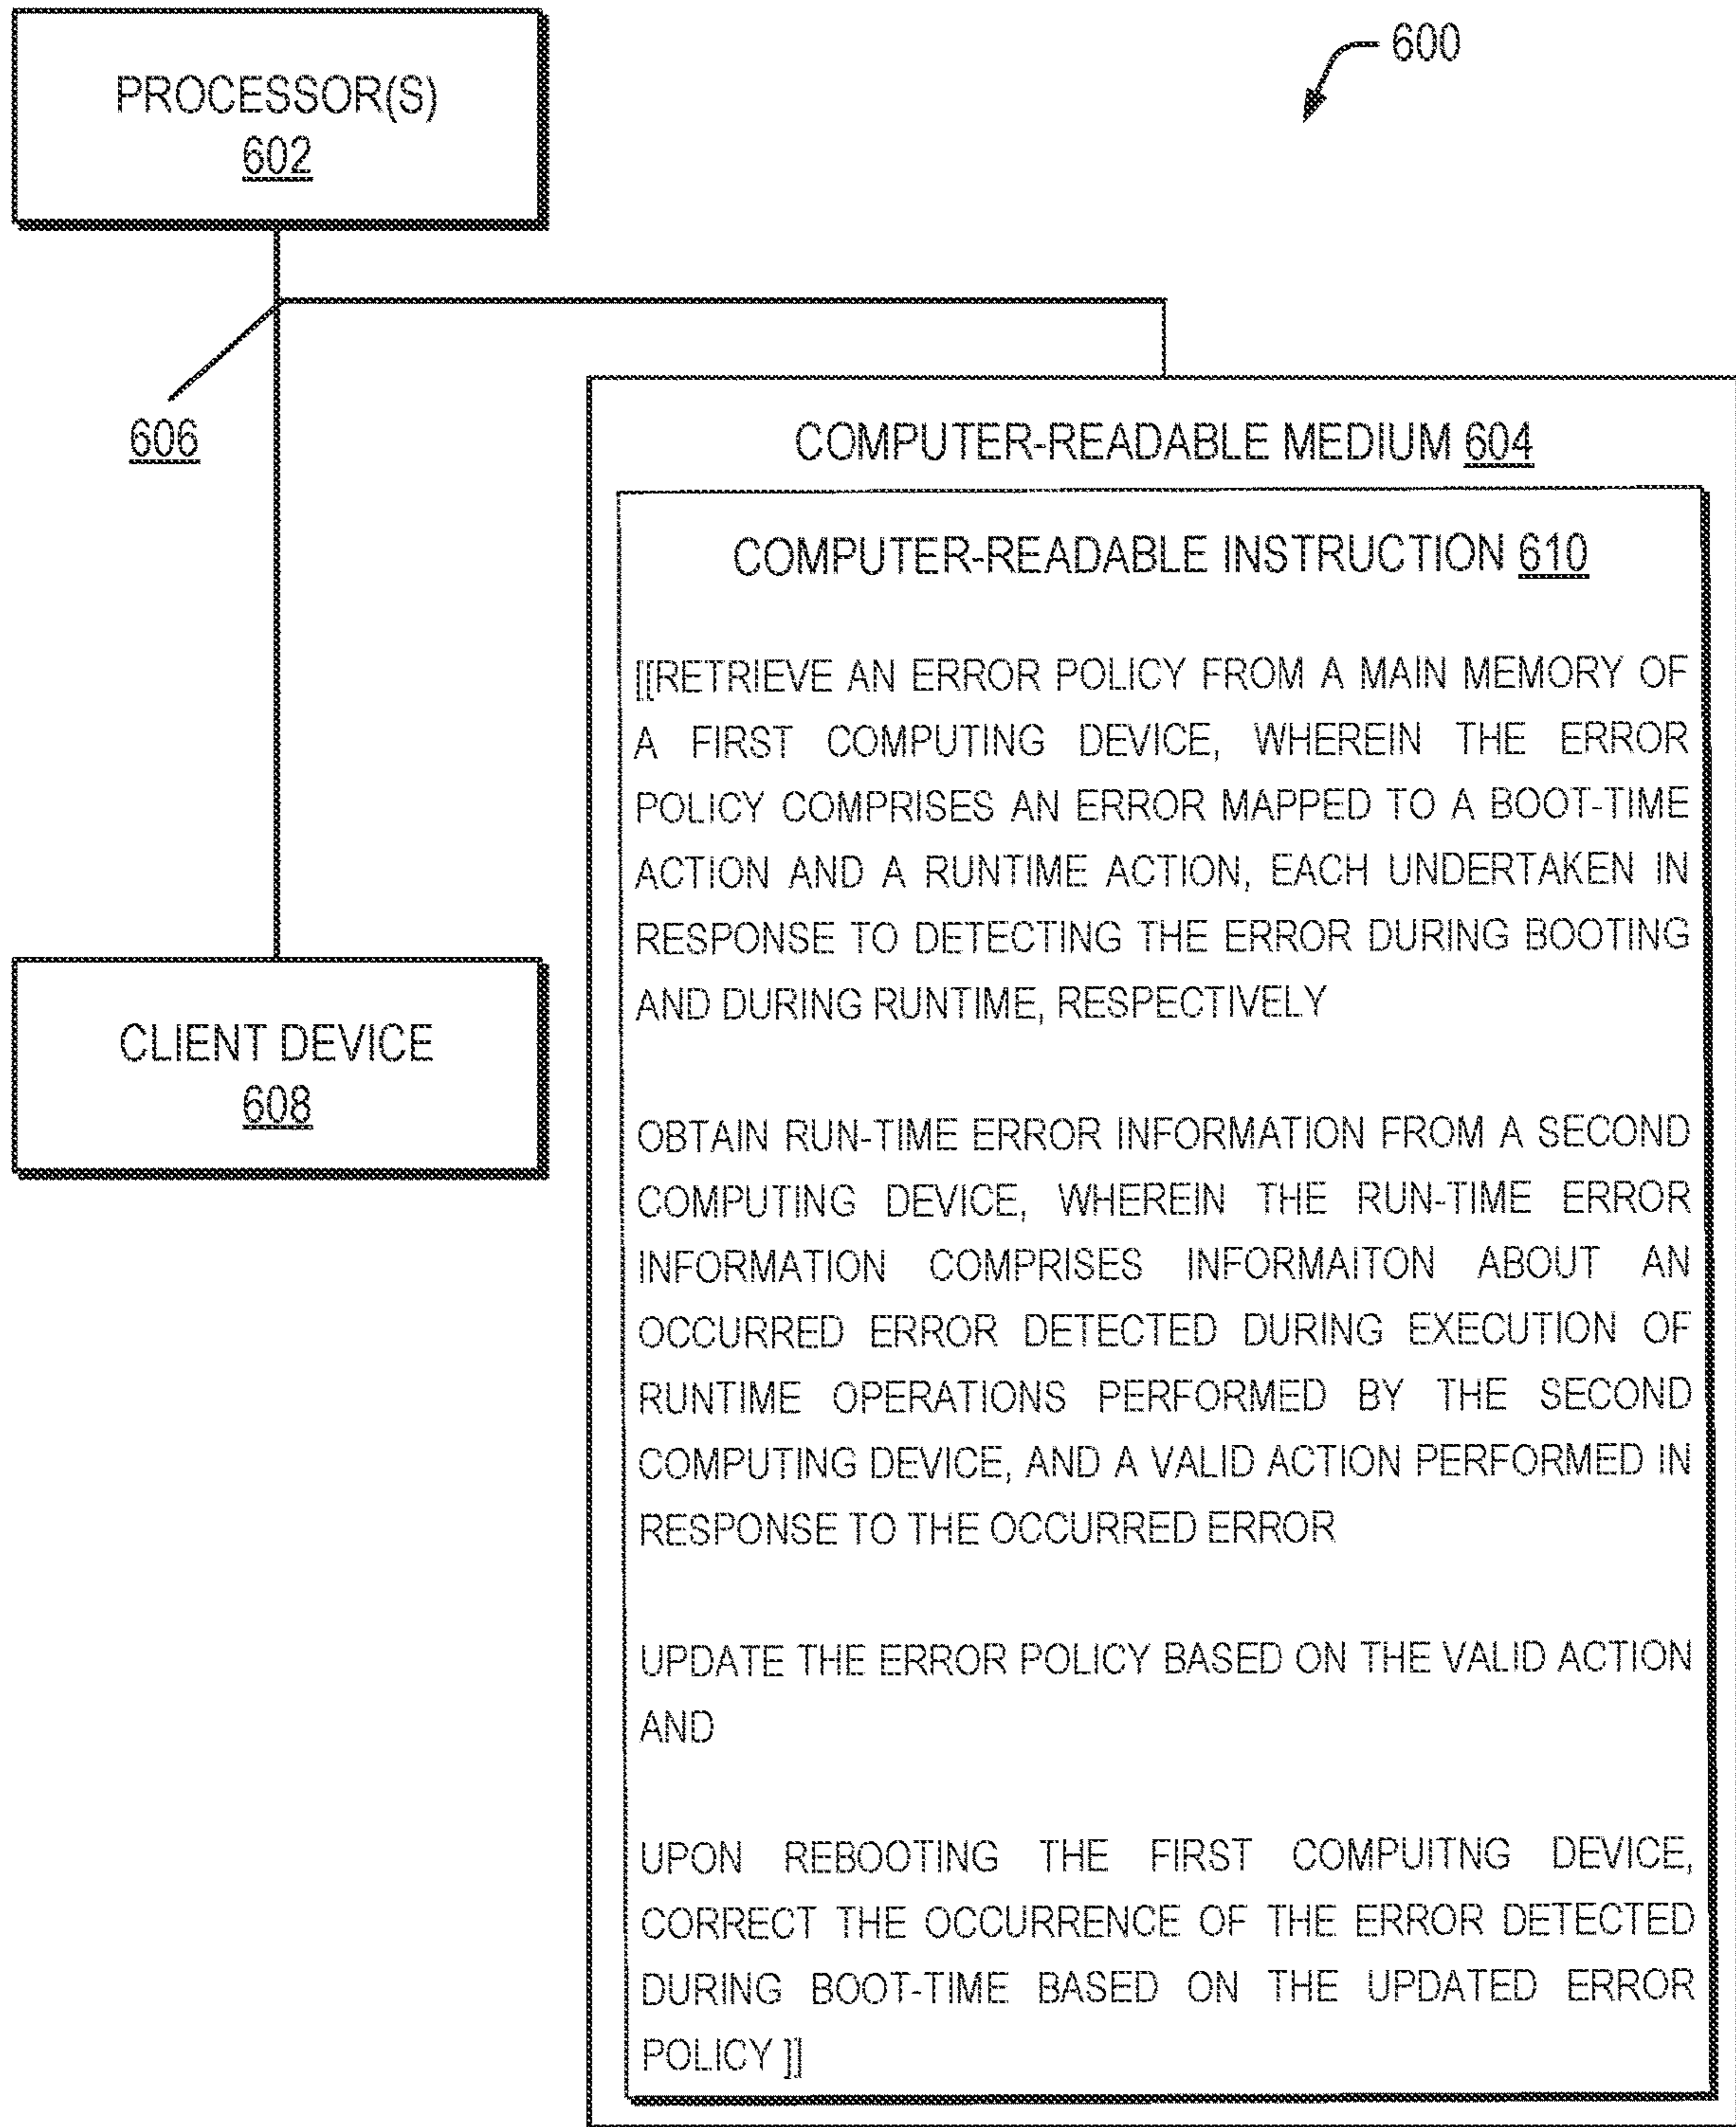 600
PROCESSOR(S)
602
606
COMPUTER-READABLE MEDIUM 604
COMPUTER-READABLE INSTRUCTION 610
[[RETRIEVE AN ERROR POLICY FROM A MAIN MEMORY OF
A FIRST COMPUTING DEVICE, WHEREIN THE ERROR
POLICY COMPRISES AN ERROR MAPPED TO A BOOT-TIME
ACTION AND A RUNTIME ACTION, EACH UNDERTAKEN IN
RESPONSE TO DETECTING THE ERROR DURING BOOTING
AND DURING RUNTIME, RESPECTIVELY
CLIENT DEVICE
608
OBTAIN RUN-TIME ERROR INFORMATION FROM A SECOND
COMPUTING DEVICE, WHEREIN THE RUN-TIME ERROR
INFORMATION COMPRISES INFORMAITON ABOUT AN
OCCURRED ERROR DETECTED DURING EXECUTION OF
RUNTIME OPERATIONS PERFORMED BY THE SECOND
COMPUTING DEVICE, AND A VALID ACTION PERFORMED IN
RESPONSE TO THE OCCURRED ERROR
UPDATE THE ERROR POLICY BASED ON THE VALID ACTION
AND
UPON REBOOTING THE FIRST COMPUITNG DEVICE,
CORRECT THE OCCURRENCE OF THE ERROR DETECTED
DURING BOOT-TIME BASED ON THE UPDATED ERROR
POLICY ]]